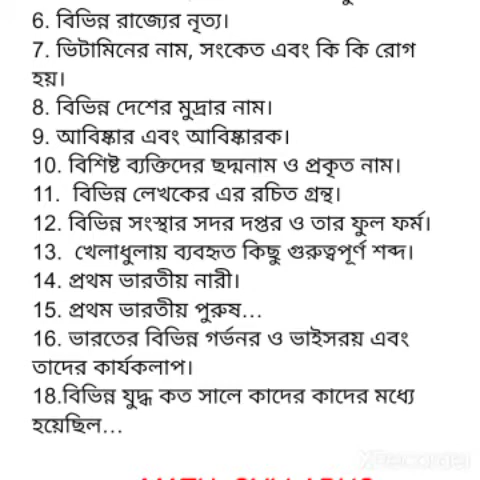 6. বিভিন্ন রাজ্যের নৃত্য।
7. ভিটামিনের নাম, সংকেত এবং কি কি রোগ
হয়।
8. বিভিন্ন দেশের মুদ্রার নাম।
9. আবিষ্কার এবং আবিষ্কারক।
10. বিশিষ্ট ব্যক্তিদের ছদ্মনাম ও প্রকৃত নাম।
11. বিভিন্ন লেখকের এর রচিত গ্রন্থ।
12. বিভিন্ন সংস্থার সদর দপ্তর ও তার ফুল ফর্ম।
13. খেলাধুলায় ব্যবহৃত কিছু গুরুত্বপূর্ণ শব্দ।
14. প্রথম ভারতীয় নারী।
15. প্রথম ভারতীয় পুরুষ...
16. ভারতের বিভিন্ন গর্ভনর ও ভাইসরয় এবং
তাদের কার্যকলাপ।
18.বিভিন্ন যুদ্ধ কত সালে কাদের কাদের মধ্যে
হয়েছিল...
XRecorder